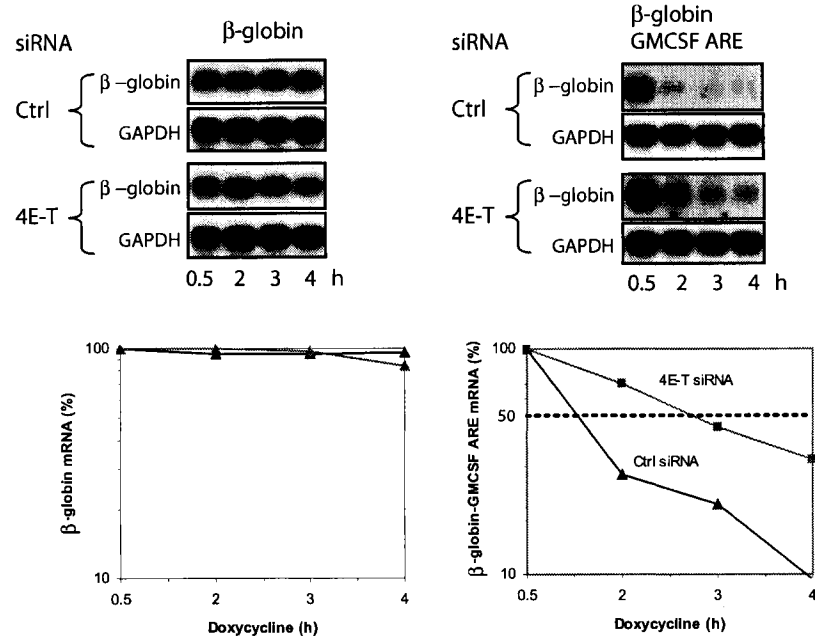 siRNA
β-globin
Ctrl
β–globin
GAPDH
4E-T
β–globin
GAPDH
0.5 2 3 4 h
siRNA
β-globin
GMCSF ARE
Ctrl
β–globin
GAPDH
4E-T
β–globin
GAPDH
0.5 2 3 4 h
β-globin mRNA (%)
100
10
0.5 2 3 4
Doxycycline (h)
β-globin-GMCSF ARE mRNA (%)
100
50
10
4E-T siRNA
Ctrl siRNA
0.5 2 3 4
Doxycycline (h)